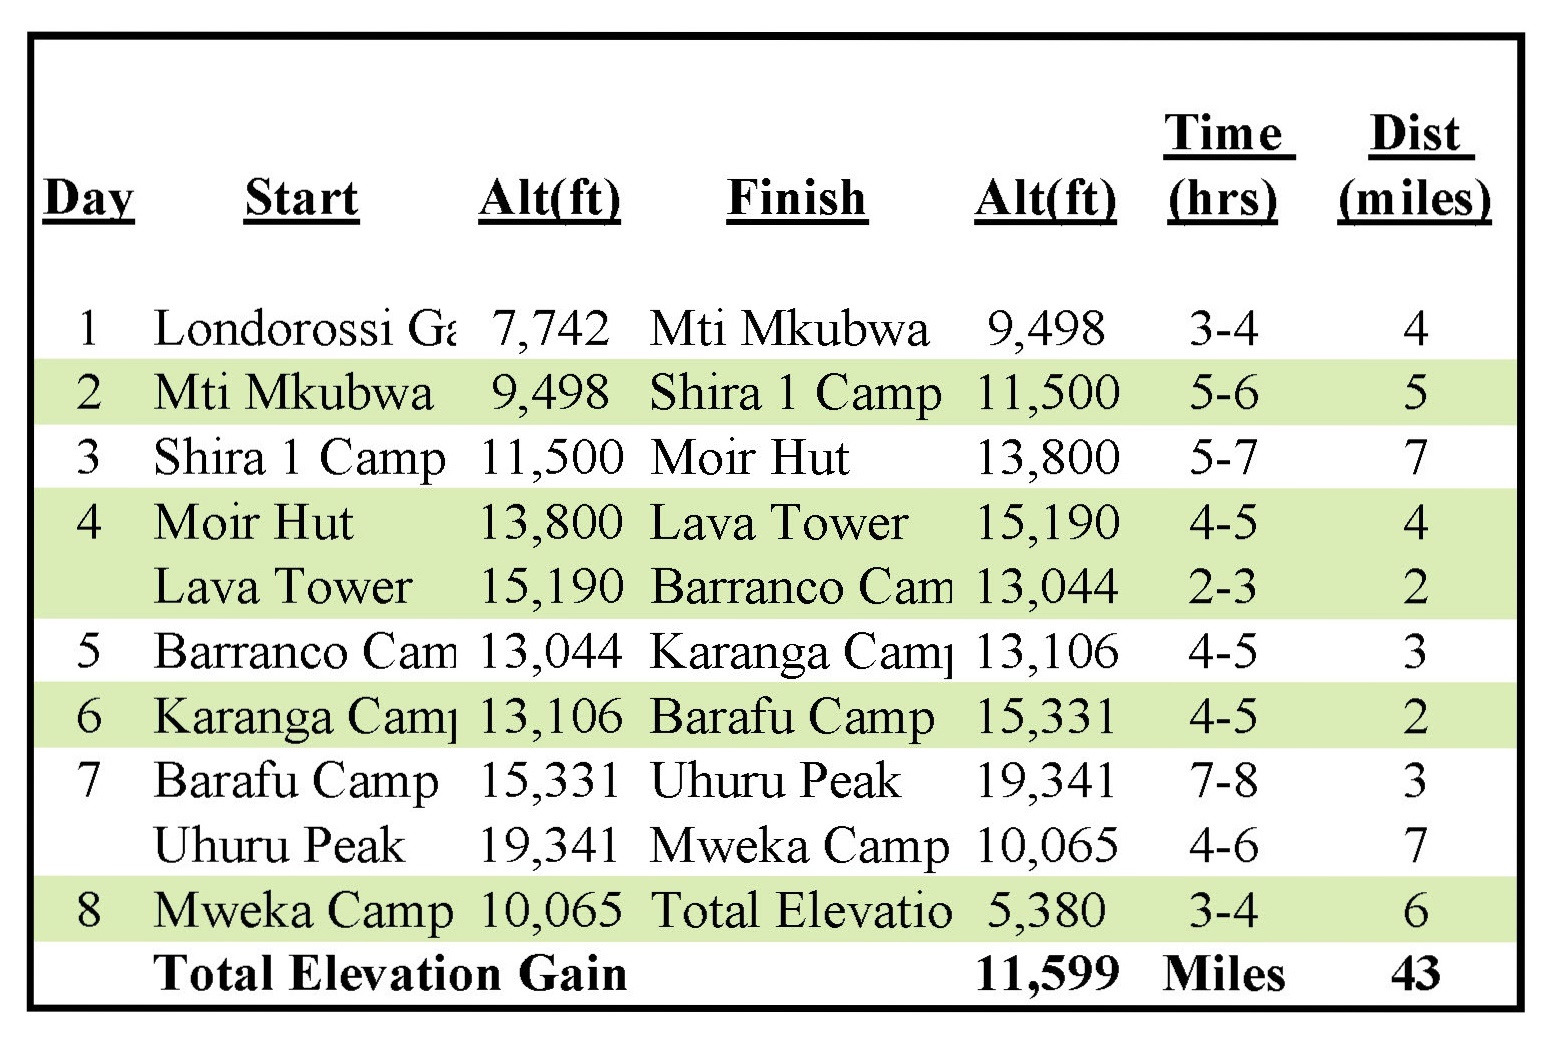 Day Start Alt(ft) Finish Alt(ft) Time (hrs) Dist (miles)
1 Londorossi Ga 7,742 Mti Mkubwa 9,498 3-4 4
2 Mti Mkubwa 9,498 Shira 1 Camp 11,500 5-6 5
3 Shira 1 Camp 11,500 Moir Hut 13,800 5-7 7
4 Moir Hut 13,800 Lava Tower 15,190 4-5 4
Lava Tower 15,190 Barranco Cam 13,044 2-3 2
5 Barranco Cam 13,044 Karanga Camp 13,106 4-5 3
6 Karanga Camp 13,106 Barafu Camp 15,331 4-5 2
7 Barafu Camp 15,331 Uhuru Peak 19,341 7-8 3
Uhuru Peak 19,341 Mweka Camp 10,065 4-6 7
8 Mweka Camp 10,065 Total Elevatio 5,380 3-4 6
Total Elevation Gain 11,599 Miles 43